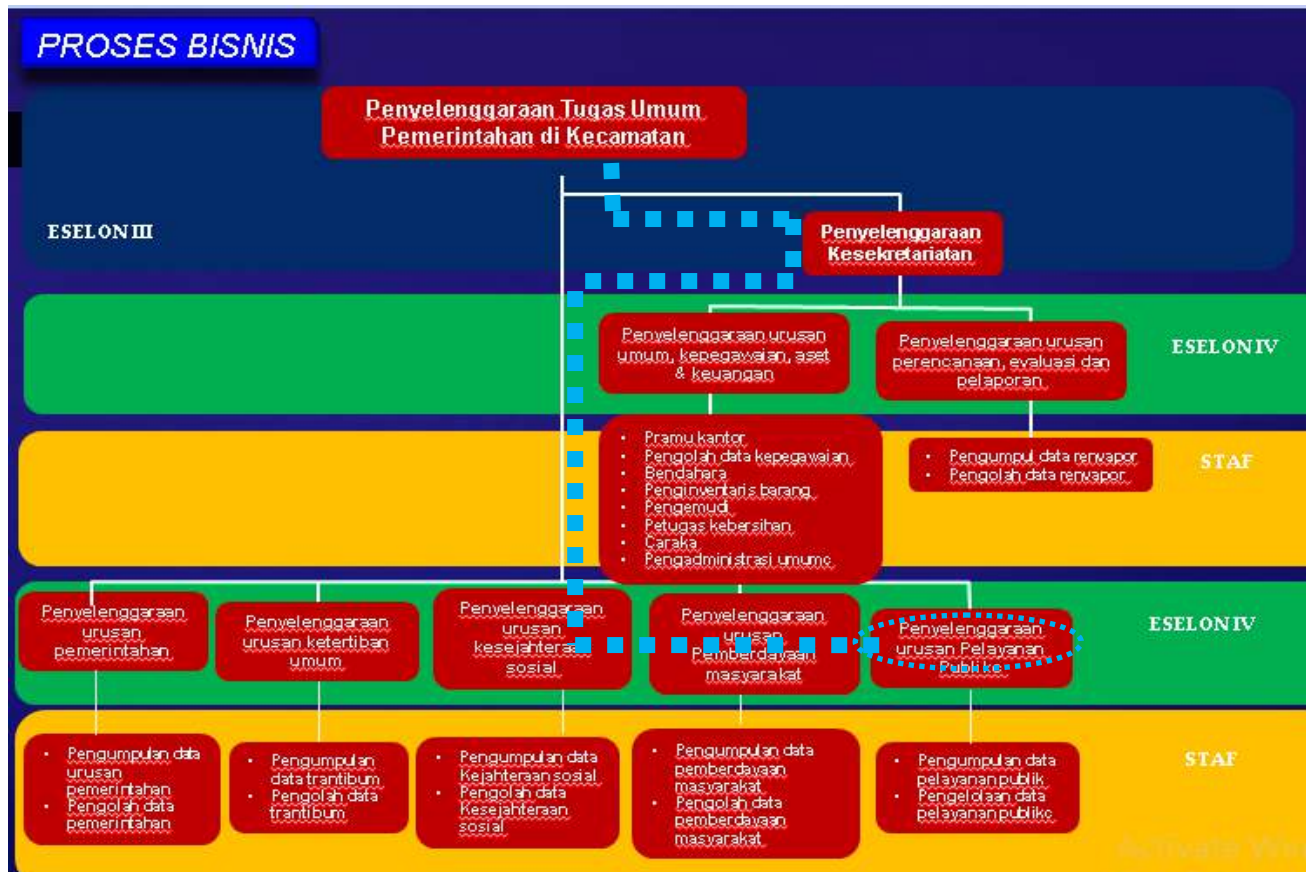 PROSES BISNIS
Penyelenggaraan Tugas Umum
Pemerintahan di Kecamatan
ESELON III
Penyelenggaraan
Kesekretariatan
Penyelenggaraan urusan
umum, kepegawaian, aset
& keuangan
Penyelenggaraan urusan
perencanaan, evaluasi dan
pelaporan
ESELON IV
• Pramu kantor
• Pengolah data kepegawaian
• Bendahara
• Penginventaris barang
• Pengemudi
• Petugas kebersihan
• Caraka
• Pengadministrasi umumc
• Pengumpul data renvapor
• Pengolah data renvapor
STAF
Penyelenggaraan
urusan
pemerintahan
Penyelenggaraan
urusan ketertiban
umum
Penyelenggaraan
urusan
kesejahteraan
sosial
Penyelenggaraan
urusan
Pemberdayaan
masyarakat
Penyelenggaraan
urusan Pelayanan
Publikc
ESELON IV
• Pengumpulan data
urusan
pemerintahan
• Pengolah data
pemerintahan
• Pengumpulan
data trantibum
• Pengolah data
trantibum
• Pengumpulan data
Kejahteraan sosial
• Pengolah data
Kesejahteraan
sosial
• Pengumpulan data
pemberdayaan
masyarakat
• Pengolah data
pemberdayaan
masyarakat
• Pengumpulan data
pelayanan publik
• Pengelolaan data
pelayanan publikc
STAF